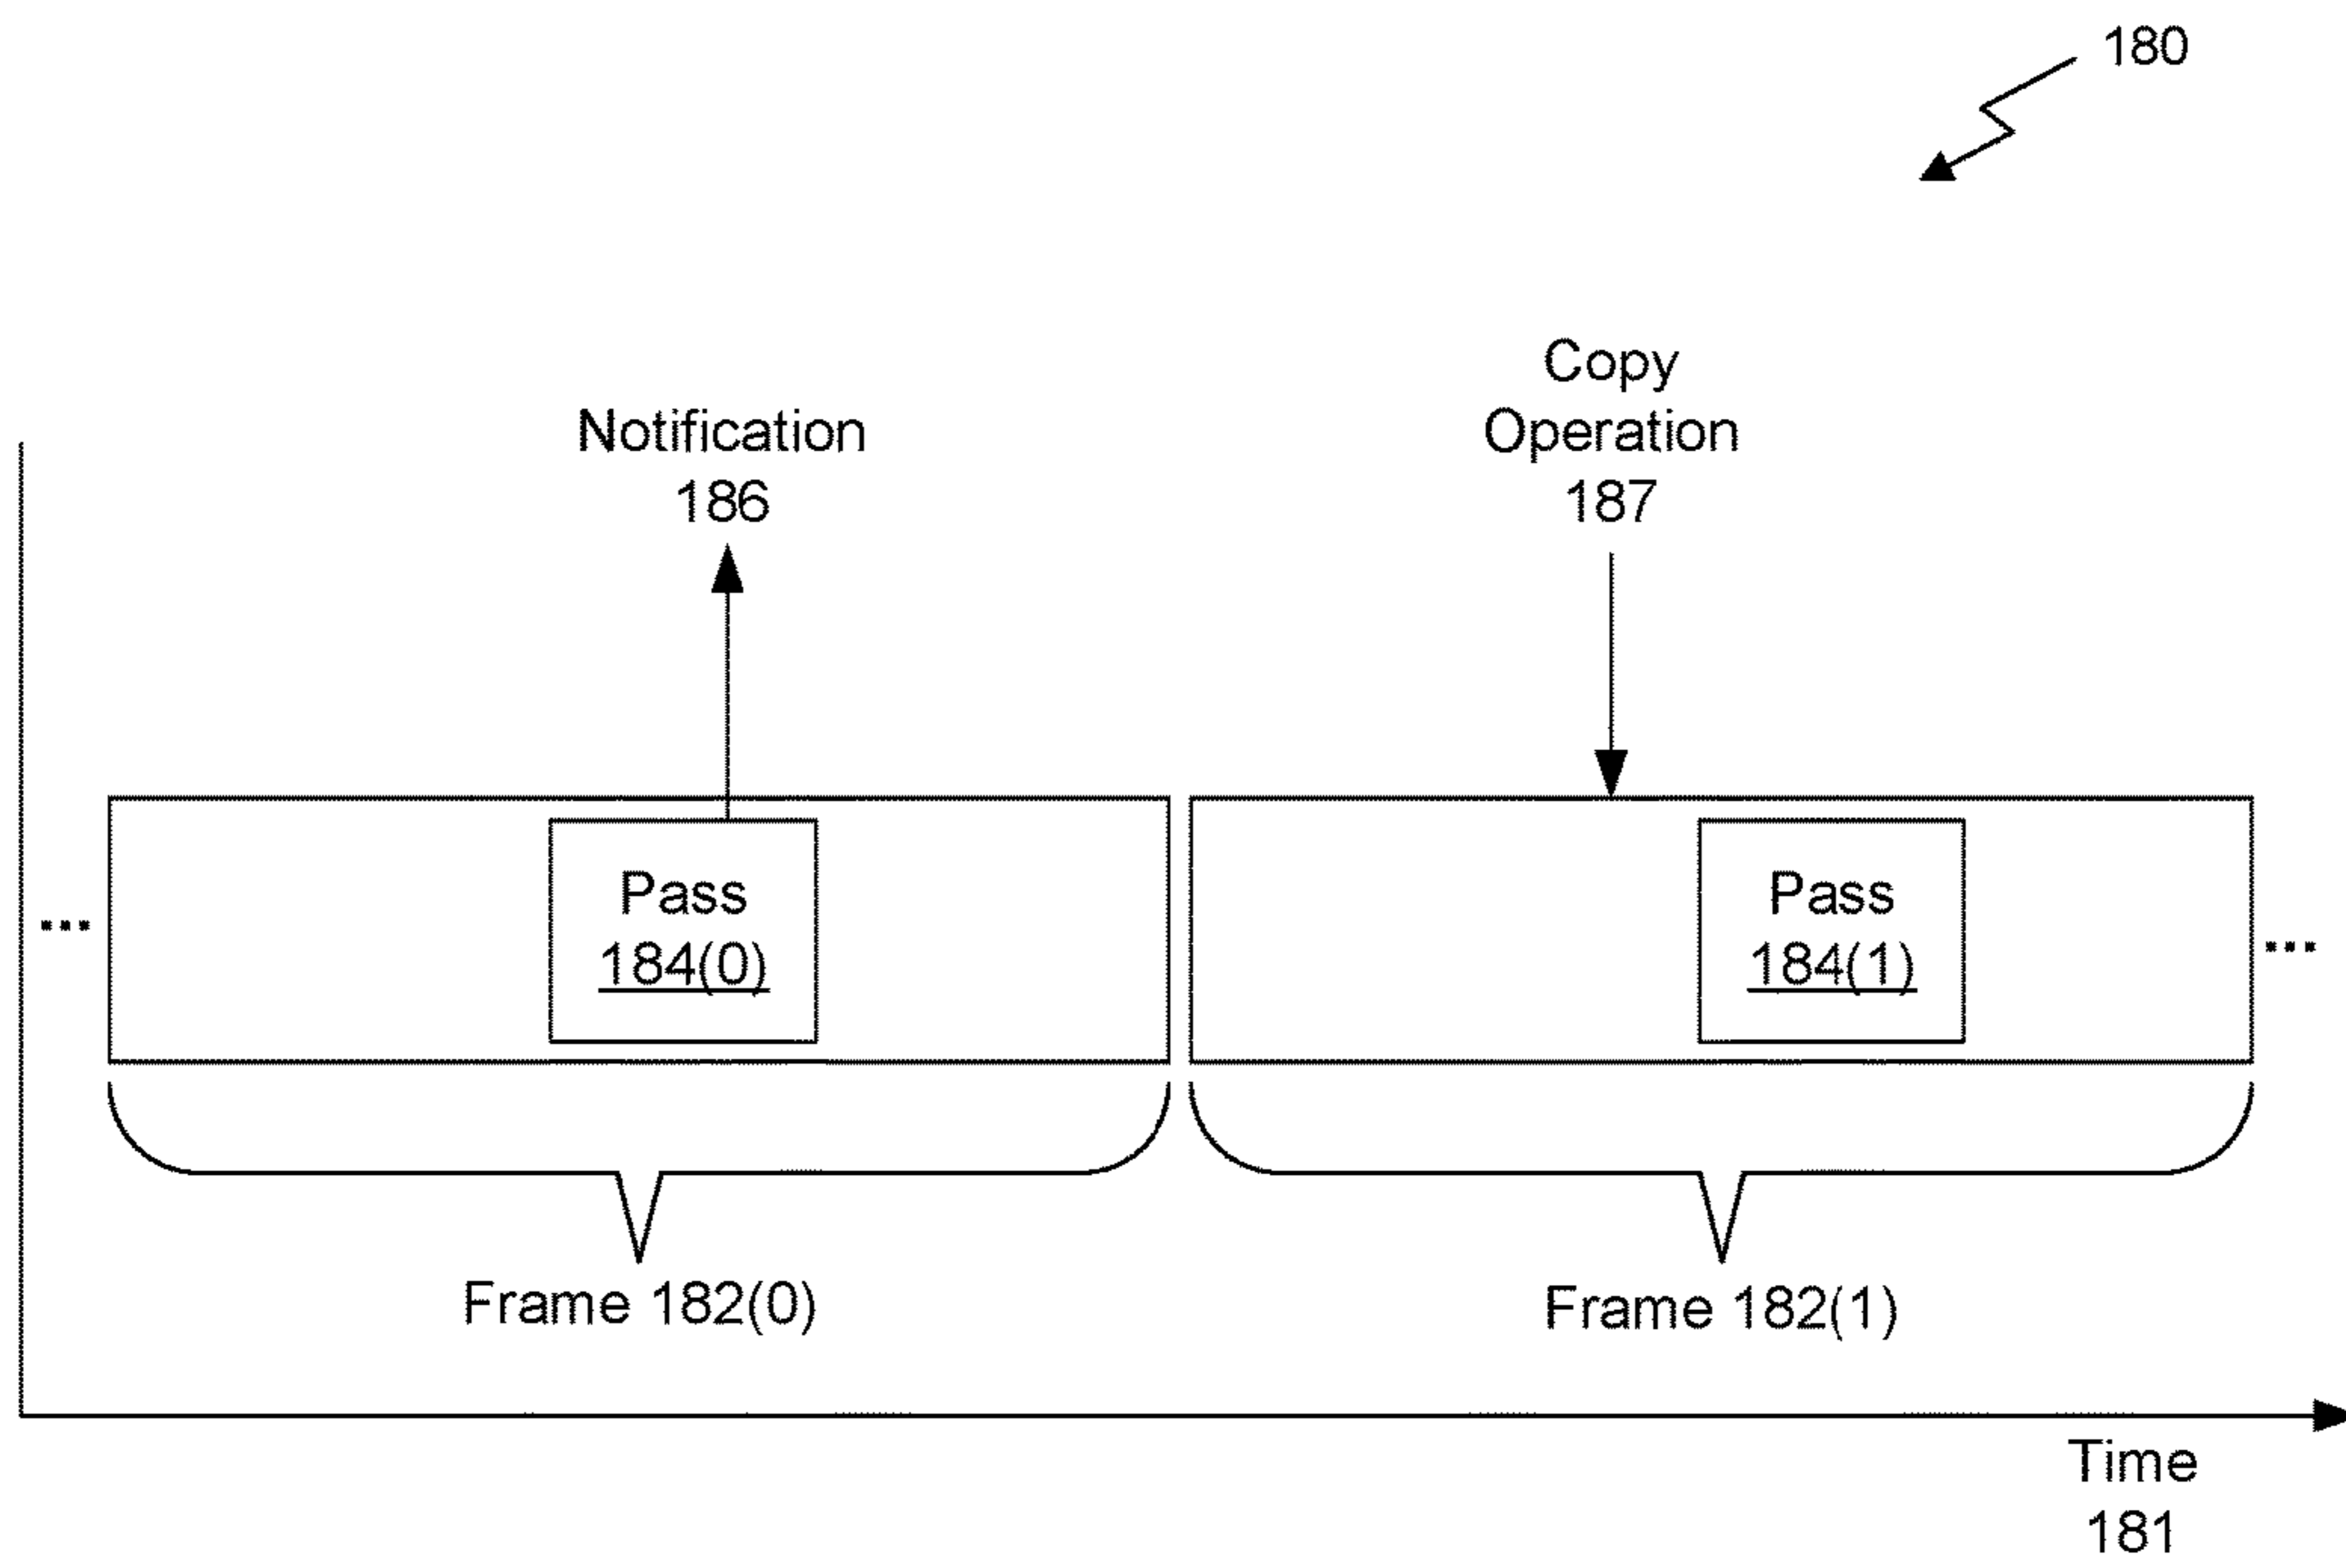 180
Copy
Operation
187
Notification
186
Pass
184(0)
Pass
184(1)
...
...
Frame 182(0)
Frame 182(1)
Time
181